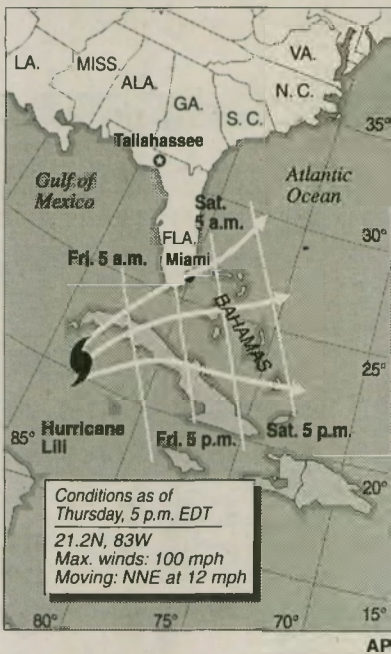 VA.
LA.
MISS.
N. C.
ALA.
GA.
S. C.
35°
Tallahassee
Gulf of
Mexico
Atlantic
Ocean
Sat.
5 a.m.
30°
FLA.
Fri. 5 a.m.
Miami
BAHAMAS
25°
85°
Hurricane
Lili
Fri. 5 p.m.
Sat. 5 p.m.
20°
Conditions as of
Thursday, 5 p.m. EDT
21.2N, 83W
Max. winds: 100 mph
Moving: NNE at 12 mph
80°
75°
70°
15°
AP